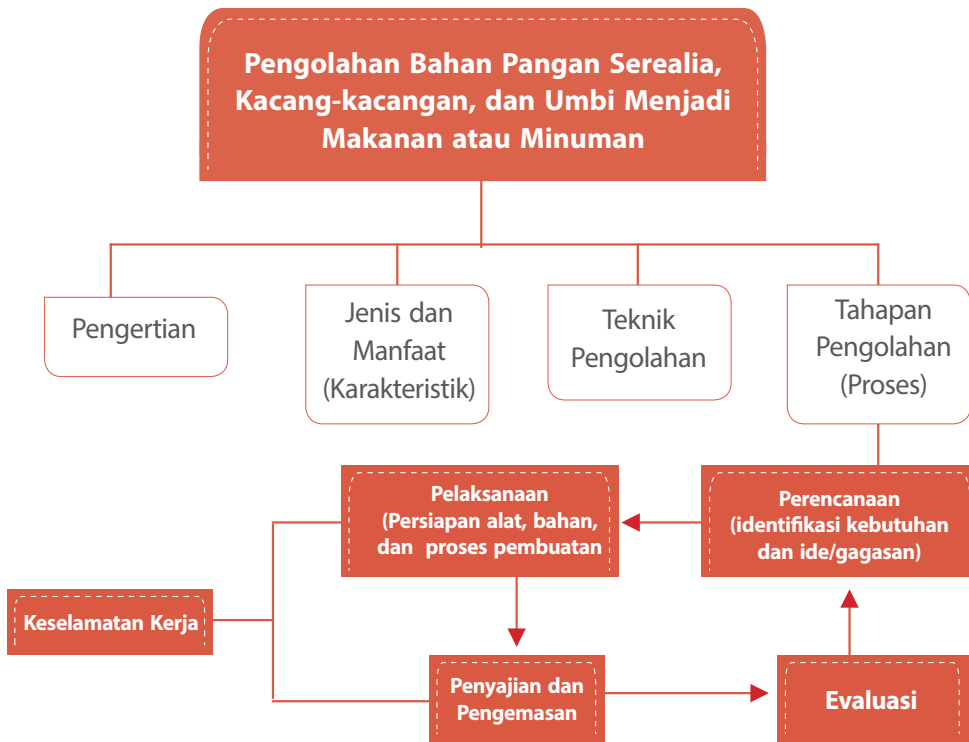 Pengolahan Bahan Pangan Serealia,
Kacang-kacangan, dan Umbi Menjadi
Makanan atau Minuman
Pengertian
Jenis dan
Manfaat
(Karakteristik)
Teknik
Pengolahan
Tahapan
Pengolahan
(Proses)
Pelaksanaan
(Persiapan alat, bahan,
dan proses pembuatan
Perencanaan
(identifikasi kebutuhan
dan ide/gagasan)
Keselamatan Kerja
Penyajian dan
Pengemasan
Evaluasi